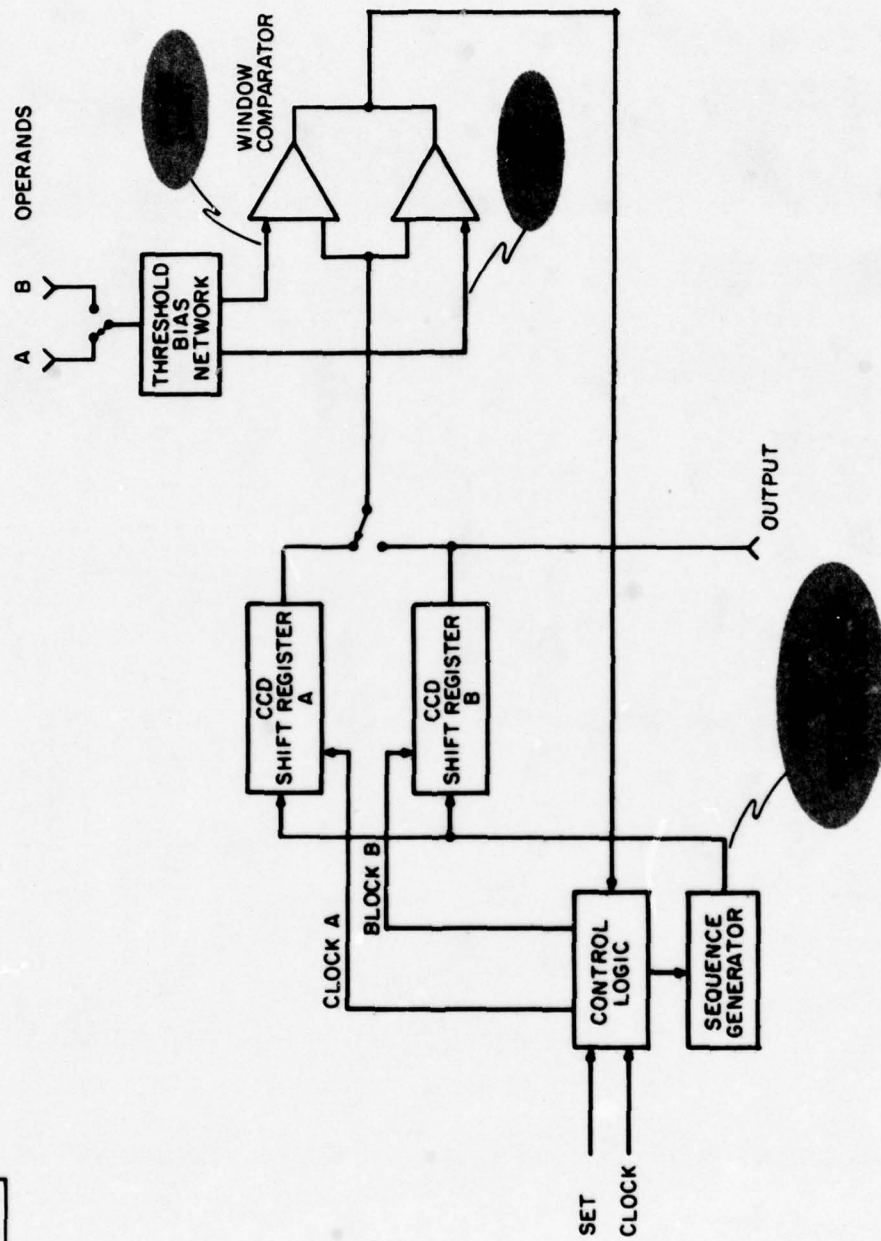 OPERANDS
A
B
THRESHOLD
BIAS
NETWORK
WINDOW
COMPARATOR
CCD
SHIFT REGISTER
A
CCD
SHIFT REGISTER
B
OUTPUT
CLOCK A
BLOCK B
CONTROL
LOGIC
SEQUENCE
GENERATOR
SET
CLOCK